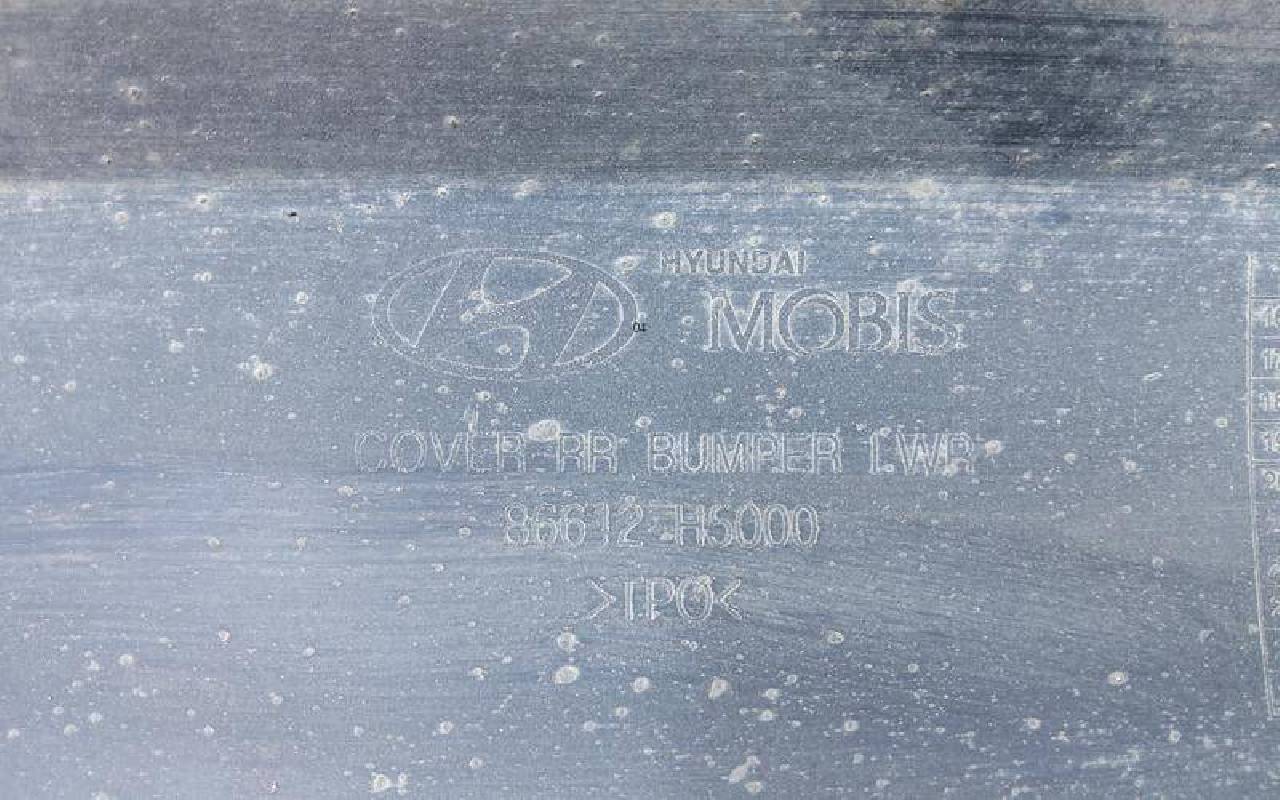 HYUNDAI
MOBIS
COVER-RR BUMPER LWR
86612-H5000
>TPO<